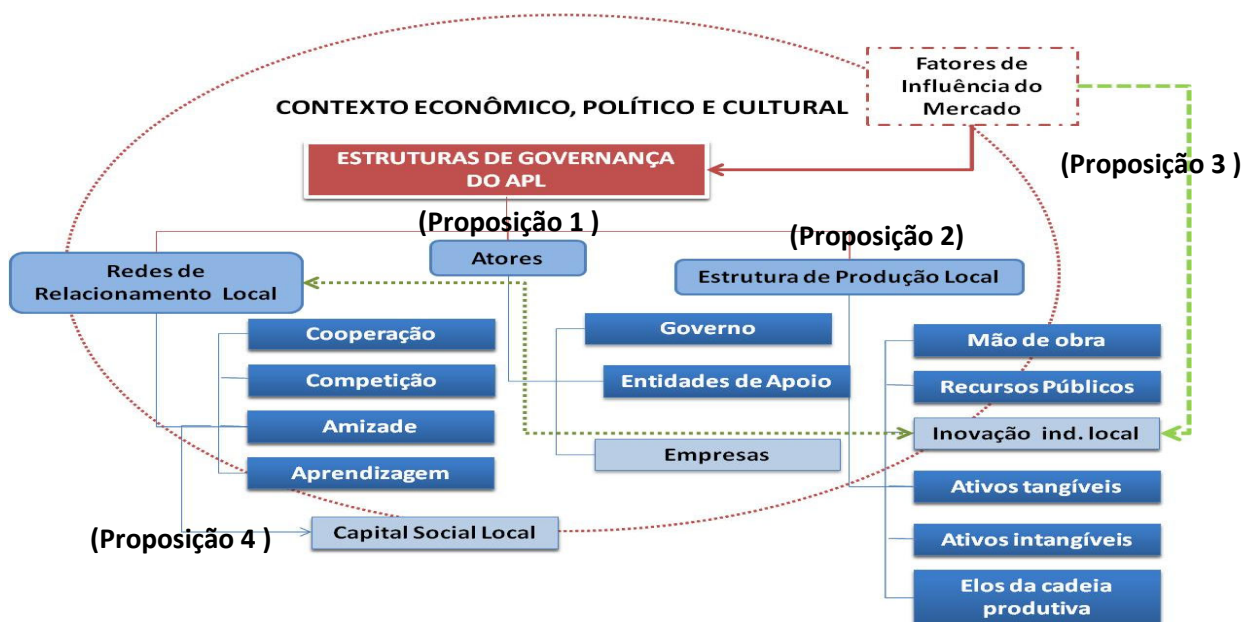 Fatores de
Influência do
Mercado
CONTEXTO ECONÔMICO, POLÍTICO E CULTURAL
ESTRUTURAS DE GOVERNANÇA
DO APL
(Proposição 3 )
(Proposição 1 )
(Proposição 2)
Redes de
Relacionamento Local
Atores
Estrutura de Produção Local
Cooperação
Competição
Amizade
Aprendizagem
(Proposição 4 )
Capital Social Local
Governo
Entidades de Apoio
Empresas
Mão de obra
Recursos Públicos
Inovação ind. local
Ativos tangíveis
Ativos intangíveis
Elos da cadeia
produtiva